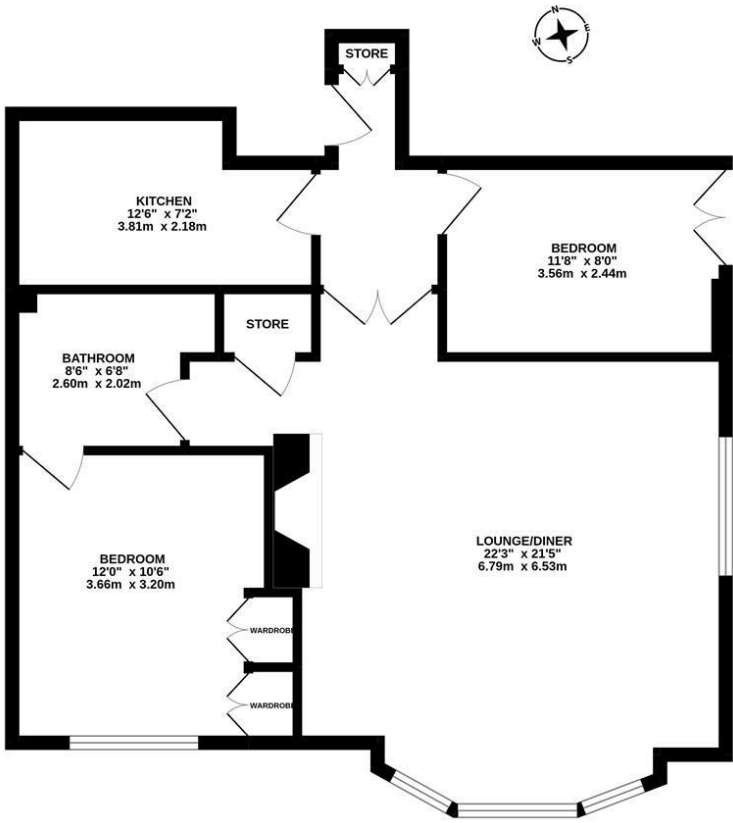 N
E
W
S
STORE
KITCHEN
12'6" x 7'2"
3.81m x 2.18m
BEDROOM
11'8" x 8'0"
3.56m x 2.44m
STORE
BATHROOM
8'6" x 6'8"
2.60m x 2.02m
LOUNGE/DINER
22'3" x 21'5"
6.79m x 6.53m
BEDROOM
12'0" x 10'6"
3.66m x 3.20m
WARDROBE
WARDROBE